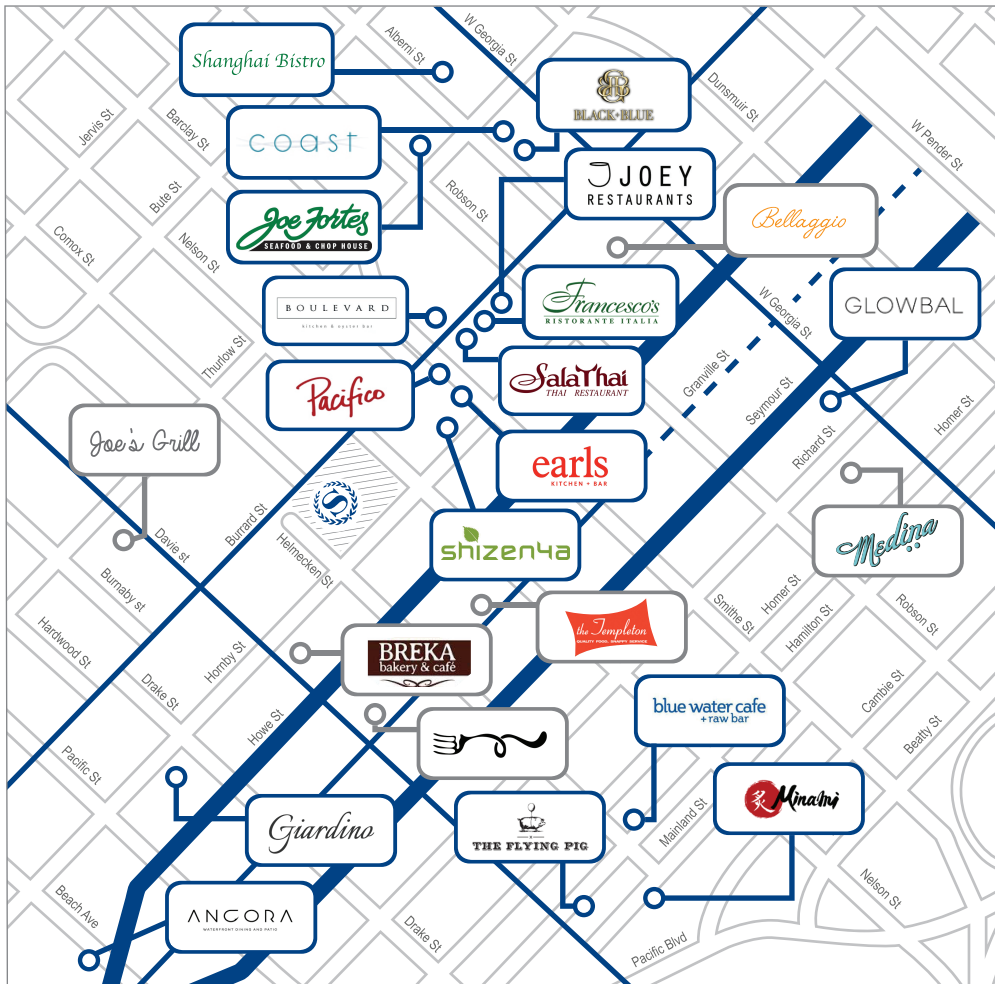 Alberni St
W Georgia St
Shanghai Bistro
BLACK+BLUE
Dunsmuir St
Jervis St
Barclay St
coast
W Pender St
JOEY
RESTAURANTS
Bute St
Robson St
Joe Fortes
SEAFOOD & CHOP HOUSE
Bellaggio
Comox St
Nelson St
BOULEVARD
kitchen & oyster bar
Francesco's
RISTORANTE ITALIA
W Georgia St
GLOWBAL
Thurlow St
Pacifico
SalaThai
THAI RESTAURANT
Granville St
Seymour St
Homer St
Joe's Grill
earls
KITCHEN + BAR
Richard St
S
Burrard St
Davie st
Helmecken St
shizen4a
Medina
Burnaby st
Smithe St
Homer St
Hamilton St
Robson St
the Templeton
QUALITY FOOD, SNAPPY SERVICE
Hardwood St
Hornby St
BREKA
bakery & café
Drake St
Cambie St
Howe St
blue water cafe
+ raw bar
Beatty St
Pacific St
炙 Minami
Giardino
THE FLYING PIG
Mainland St
Nelson St
Beach Ave
ANCORA
WATERFRONT DINING AND PATIO
Drake St
Pacific Blvd